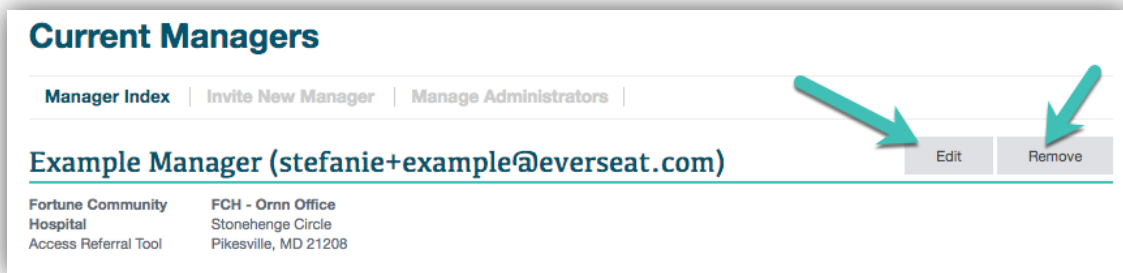 Current Managers
Manager Index | Invite New Manager | Manage Administrators |
Example Manager (stefanie+example@everseat.com)
Edit
Remove
Fortune Community
Hospital
Access Referral Tool
FCH - Ornn Office
Stonehenge Circle
Pikesville, MD 21208